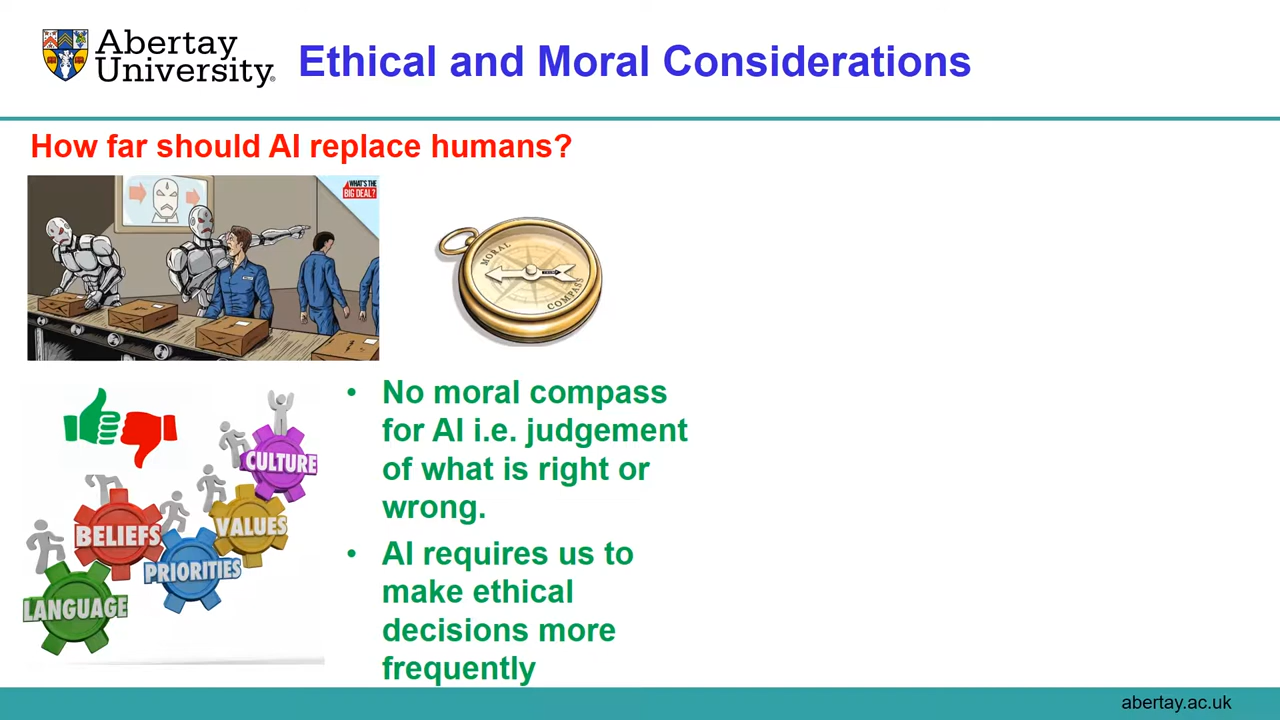 Abertay
University
Ethical and Moral Considerations
How far should AI replace humans?
WHAT'S THE
BIG DEAL?
MORAL
COMPASS
• No moral compass
for AI i.e. judgement
of what is right or
wrong.
• AI requires us to
make ethical
decisions more
frequently
CULTURE
BELIEFS
VALUES
PRIORITIES
LANGUAGE
abertay.ac.uk